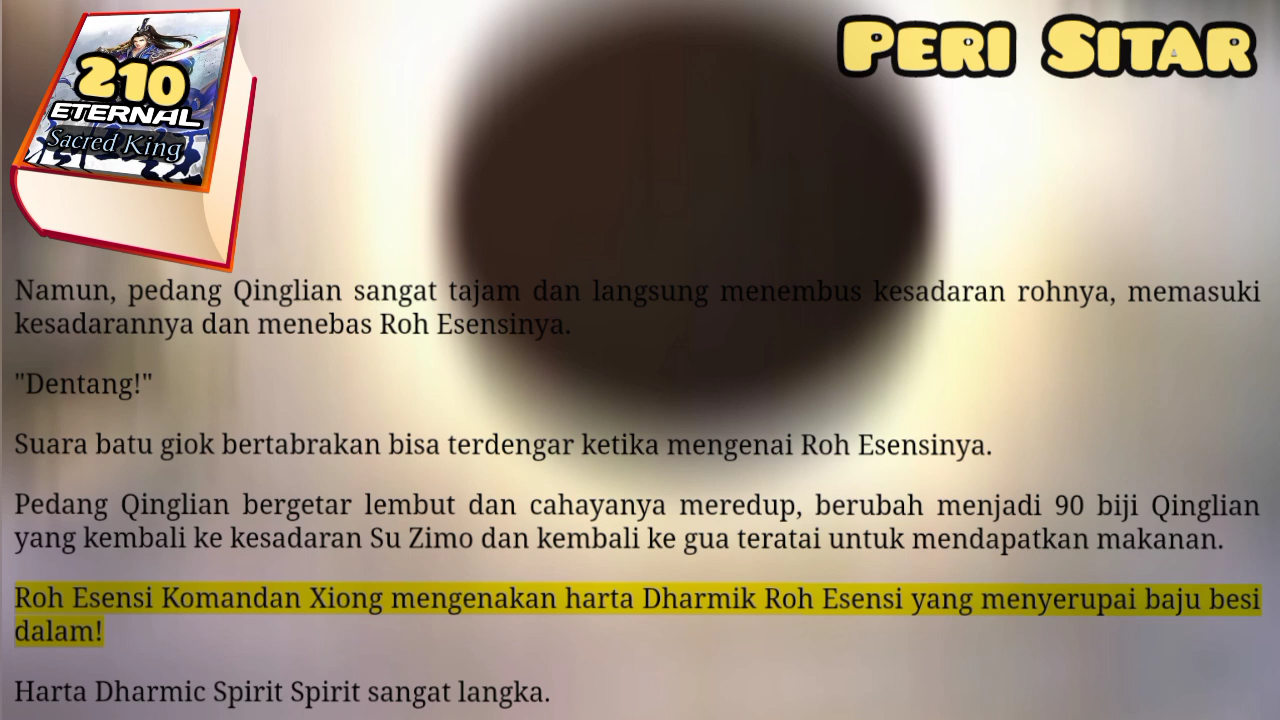 210
ETERNAL
Sacred King
PERI SITAR
Namun, pedang Qinglian sangat tajam dan langsung menembus kesadaran rohnya, memasuki
kesadarannya dan menebas Roh Esensinya.
"Dentang!"
Suara batu giok bertabrakan bisa terdengar ketika mengenai Roh Esensinya.
Pedang Qinglian bergetar lembut dan cahayanya meredup, berubah menjadi 90 biji Qinglian
yang kembali ke kesadaran Su Zimo dan kembali ke gua teratai untuk mendapatkan makanan.
Roh Esensi Komandan Xiong mengenakan harta Dharmik Roh Esensi yang menyerupai baju besi
dalam!
Harta Dharmic Spirit Spirit sangat langka.